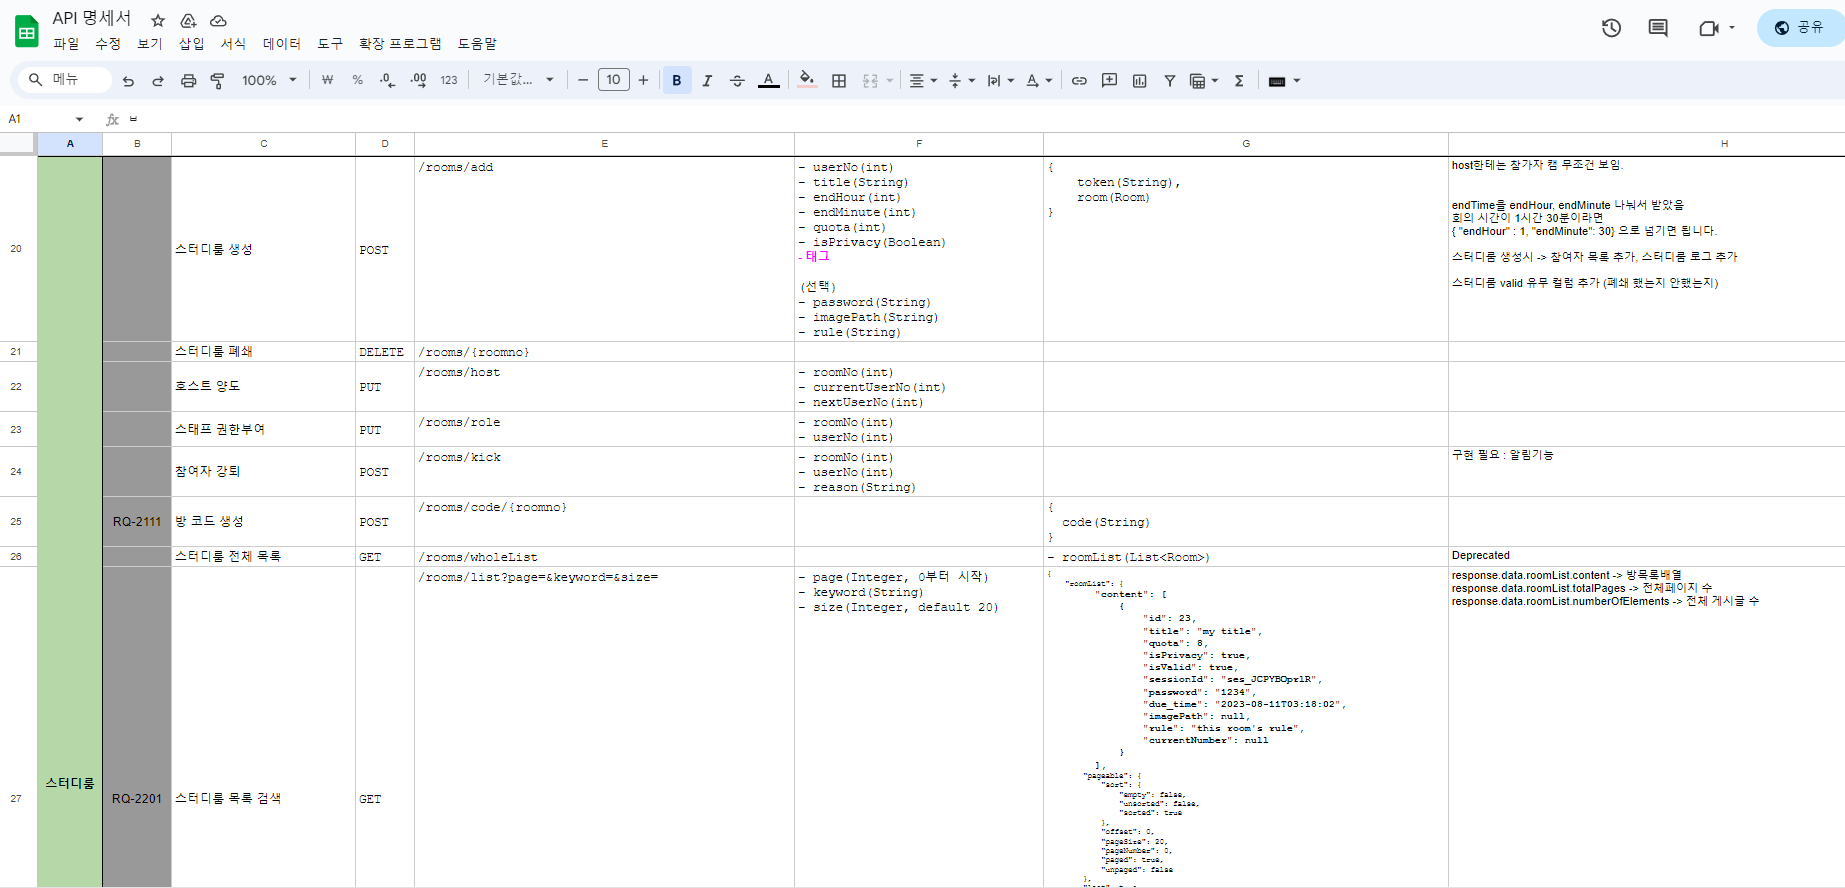 API 명세서
파일 수정 보기 삽입 서식 데이터 도구 확장 프로그램 도움말
공유
메뉴
100%
₩ % .0 .00 123
기본값...
10
B I A
A1
fx
A B C D E F G H
20
스터디룸 생성
POST
/rooms/add
- userNo(int)
- title(String)
- endHour(int)
- endMinute(int)
- quota(int)
- isPrivacy(Boolean)
- 태그
(선택)
- password(String)
- imagePath(String)
- rule(String)
{
token(String),
room(Room)
}
host한테는 참가자 캠 무조건 보임.
endTime을 endHour, endMinute 나눠서 받았음
회의 시간이 1시간 30분이라면
{ "endHour" : 1, "endMinute": 30} 으로 넘기면 됩니다.
스터디룸 생성시 -> 참여자 목록 추가, 스터디룸 로그 추가
스터디룸 valid 유무 컬럼 추가 (폐쇄 했는지 안했는지)
21
스터디룸 폐쇄
DELETE
/rooms/{roomno}
22
호스트 양도
PUT
/rooms/host
- roomNo(int)
- currentUserNo(int)
- nextUserNo(int)
23
스태프 권한부여
PUT
/rooms/role
- roomNo(int)
- userNo(int)
24
참여자 강퇴
POST
/rooms/kick
- roomNo(int)
- userNo(int)
- reason(String)
구현 필요 : 알림기능
25
RQ-2111
방 코드 생성
POST
/rooms/code/{roomno}
{
code(String)
}
26
스터디룸 전체 목록
GET
/rooms/wholeList
- roomList(List<Room>)
Deprecated
27
스터디룸
RQ-2201
스터디룸 목록 검색
GET
/rooms/list?page=&keyword=&size=
- page(Integer, 0부터 시작)
- keyword(String)
- size(Integer, default 20)
{
"roomList": {
"content": [
{
"id": 23,
"title": "my title",
"quota": 8,
"isPrivacy": true,
"isValid": true,
"sessionId": "ses_JCPYBOprlR",
"password": "1234",
"due_time": "2023-08-11T03:18:02",
"imagePath": null,
"rule": "this room's rule",
"currentNumber": null
}
],
"pageable": {
"sort": {
"empty": false,
"unsorted": false,
"sorted": true
},
"offset": 0,
"pageSize": 20,
"pageNumber": 0,
"paged": true,
"unpaged": false
},
response.data.roomList.content -> 방목록배열
response.data.roomList.totalPages -> 전체페이지 수
response.data.roomList.numberOfElements -> 전체 게시글 수